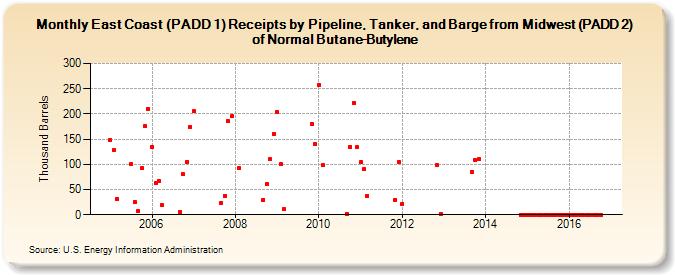 Monthly East Coast (PADD 1) Receipts by Pipeline, Tanker, and Barge from Midwest (PADD 2)
of Normal Butane-Butylene
Thousand Barrels
300
250
200
150
100
50
0
2006 2008 2010 2012 2014 2016
Source: U.S. Energy Information Administration